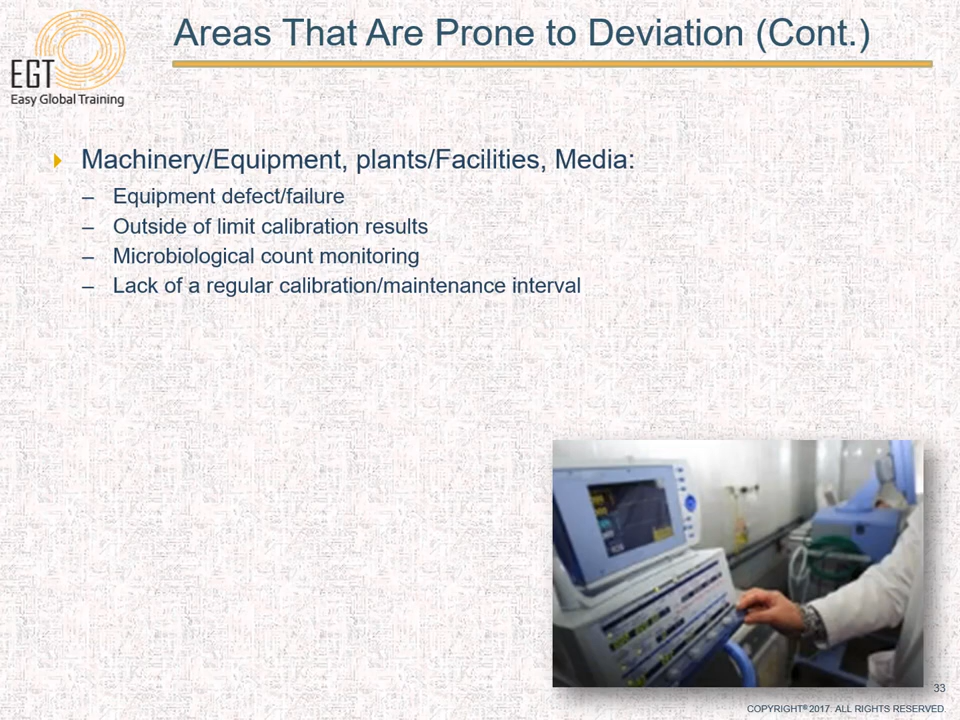 Areas That Are Prone to Deviation (Cont.)
EGT
Easy Global Training
Machinery/Equipment, plants/Facilities, Media:
– Equipment defect/failure
– Outside of limit calibration results
– Microbiological count monitoring
– Lack of a regular calibration/maintenance interval
33
COPYRIGHT® 2017. ALL RIGHTS RESERVED.